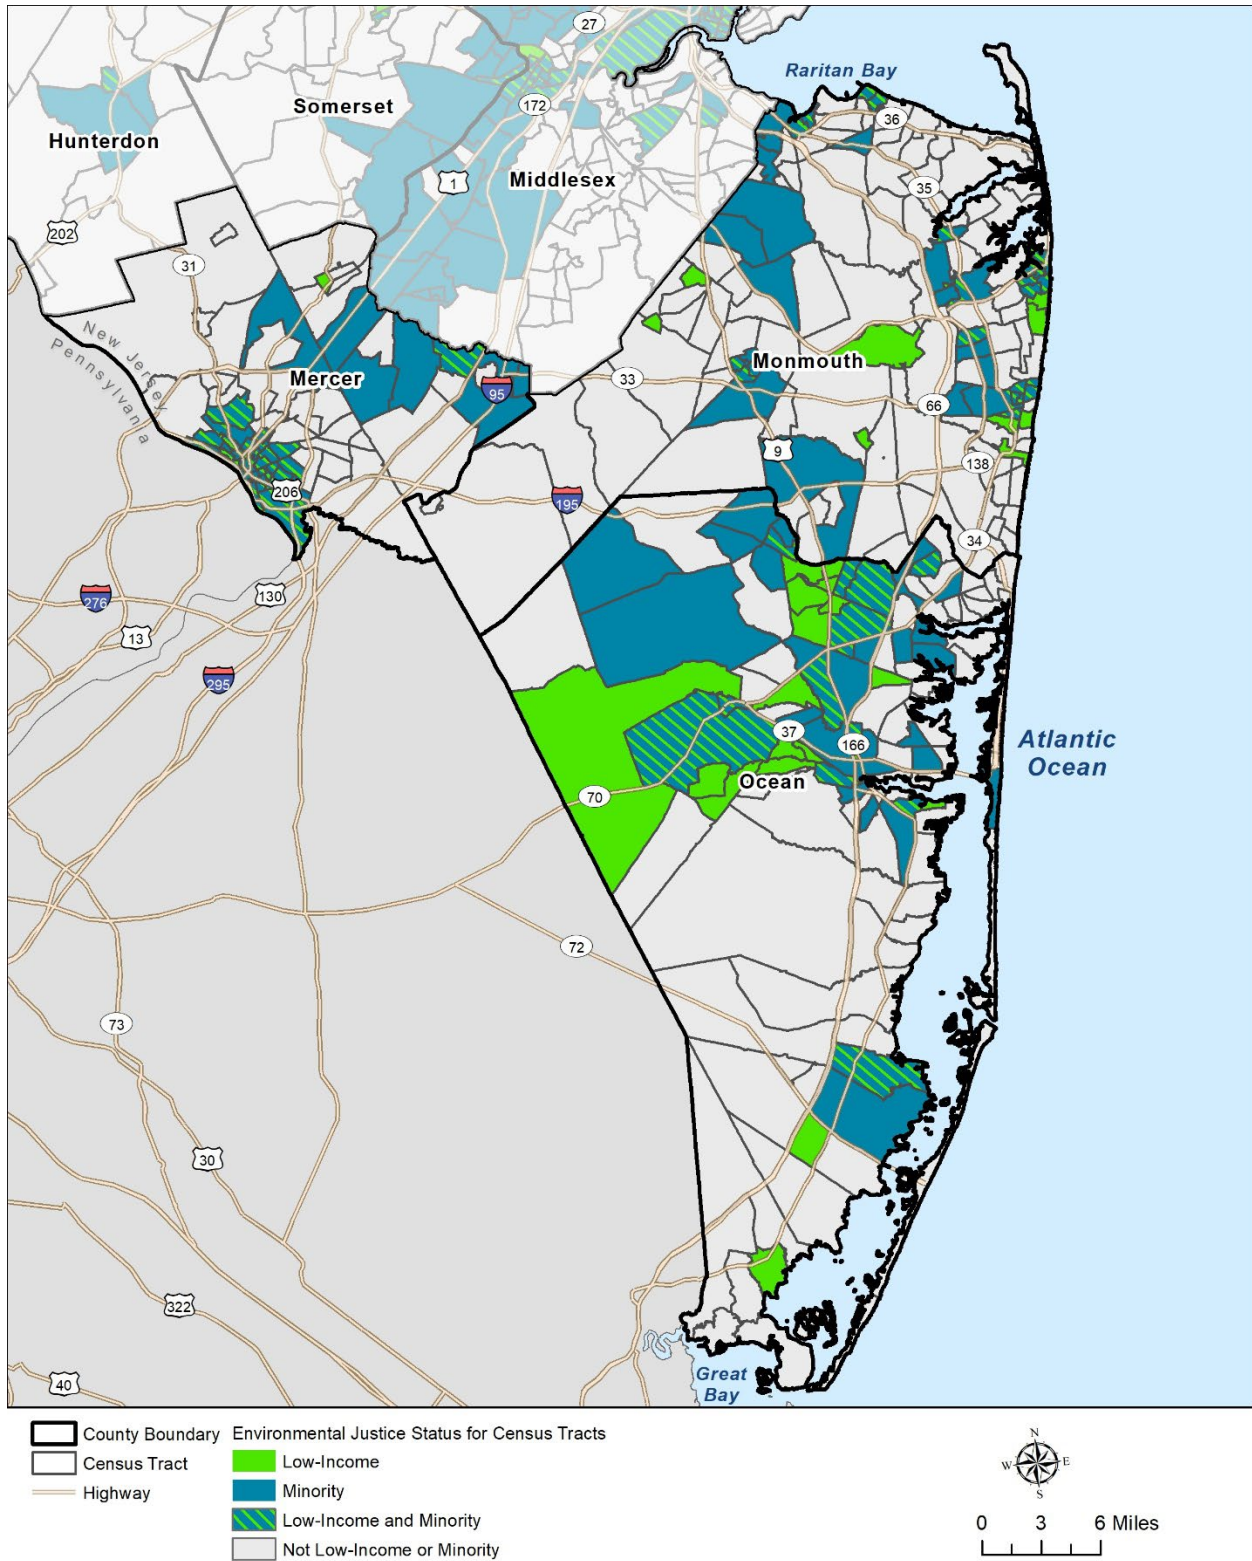 27
Raritan Bay
Somerset
172
36
Hunterdon
Middlesex
1
35
202
31
New Jersey
Pennsylvania
Monmouth
Mercer
33
95
66
9
138
206
195
34
276
130
13
295
37
166
Atlantic
Ocean
Ocean
70
72
73
30
322
Great
Bay
40
County Boundary
Census Tract
Highway
Environmental Justice Status for Census Tracts
Low-Income
Minority
Low-Income and Minority
Not Low-Income or Minority
N
W E
S
0 3 6 Miles